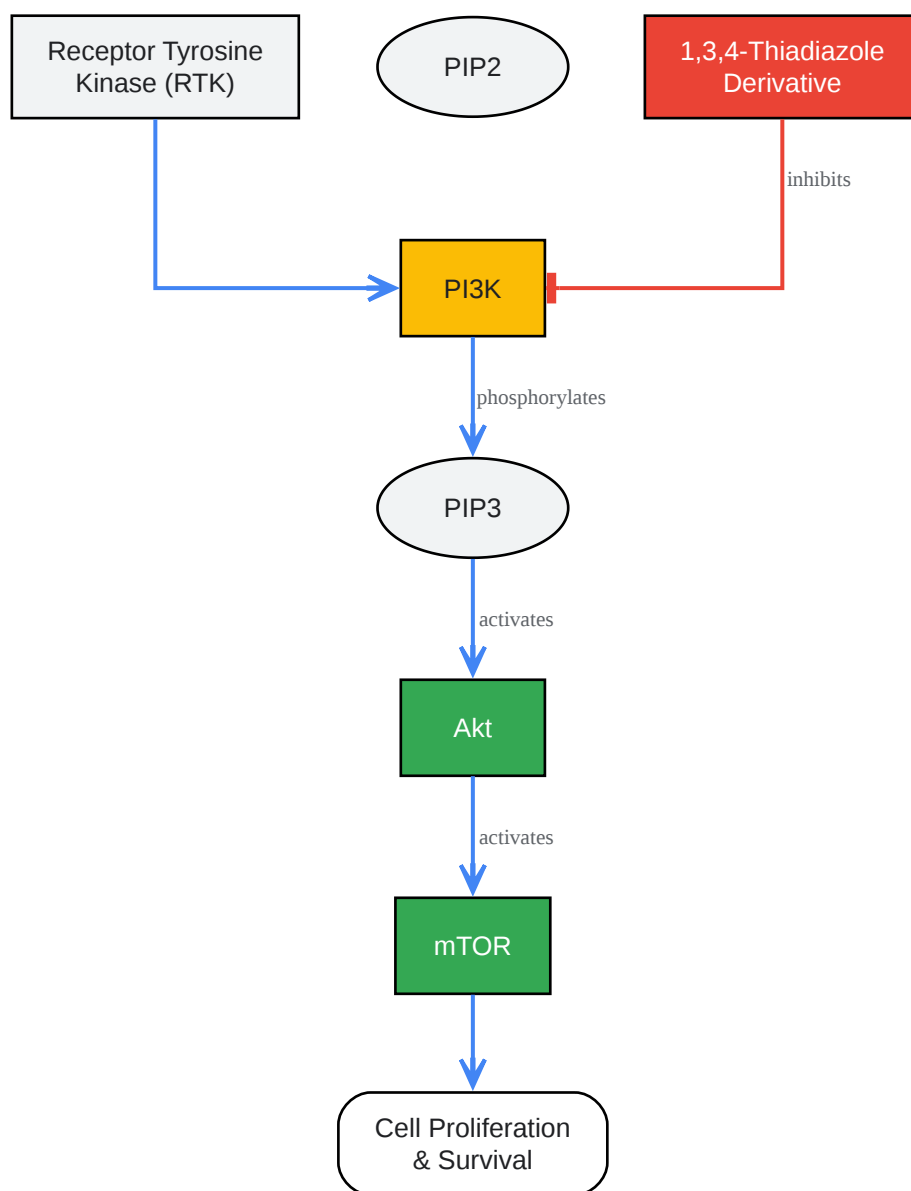 Receptor Tyrosine
Kinase (RTK)
PIP2
1,3,4-Thiadiazole
Derivative
inhibits
PI3K
phosphorylates
PIP3
activates
Akt
activates
mTOR
Cell Proliferation
& Survival